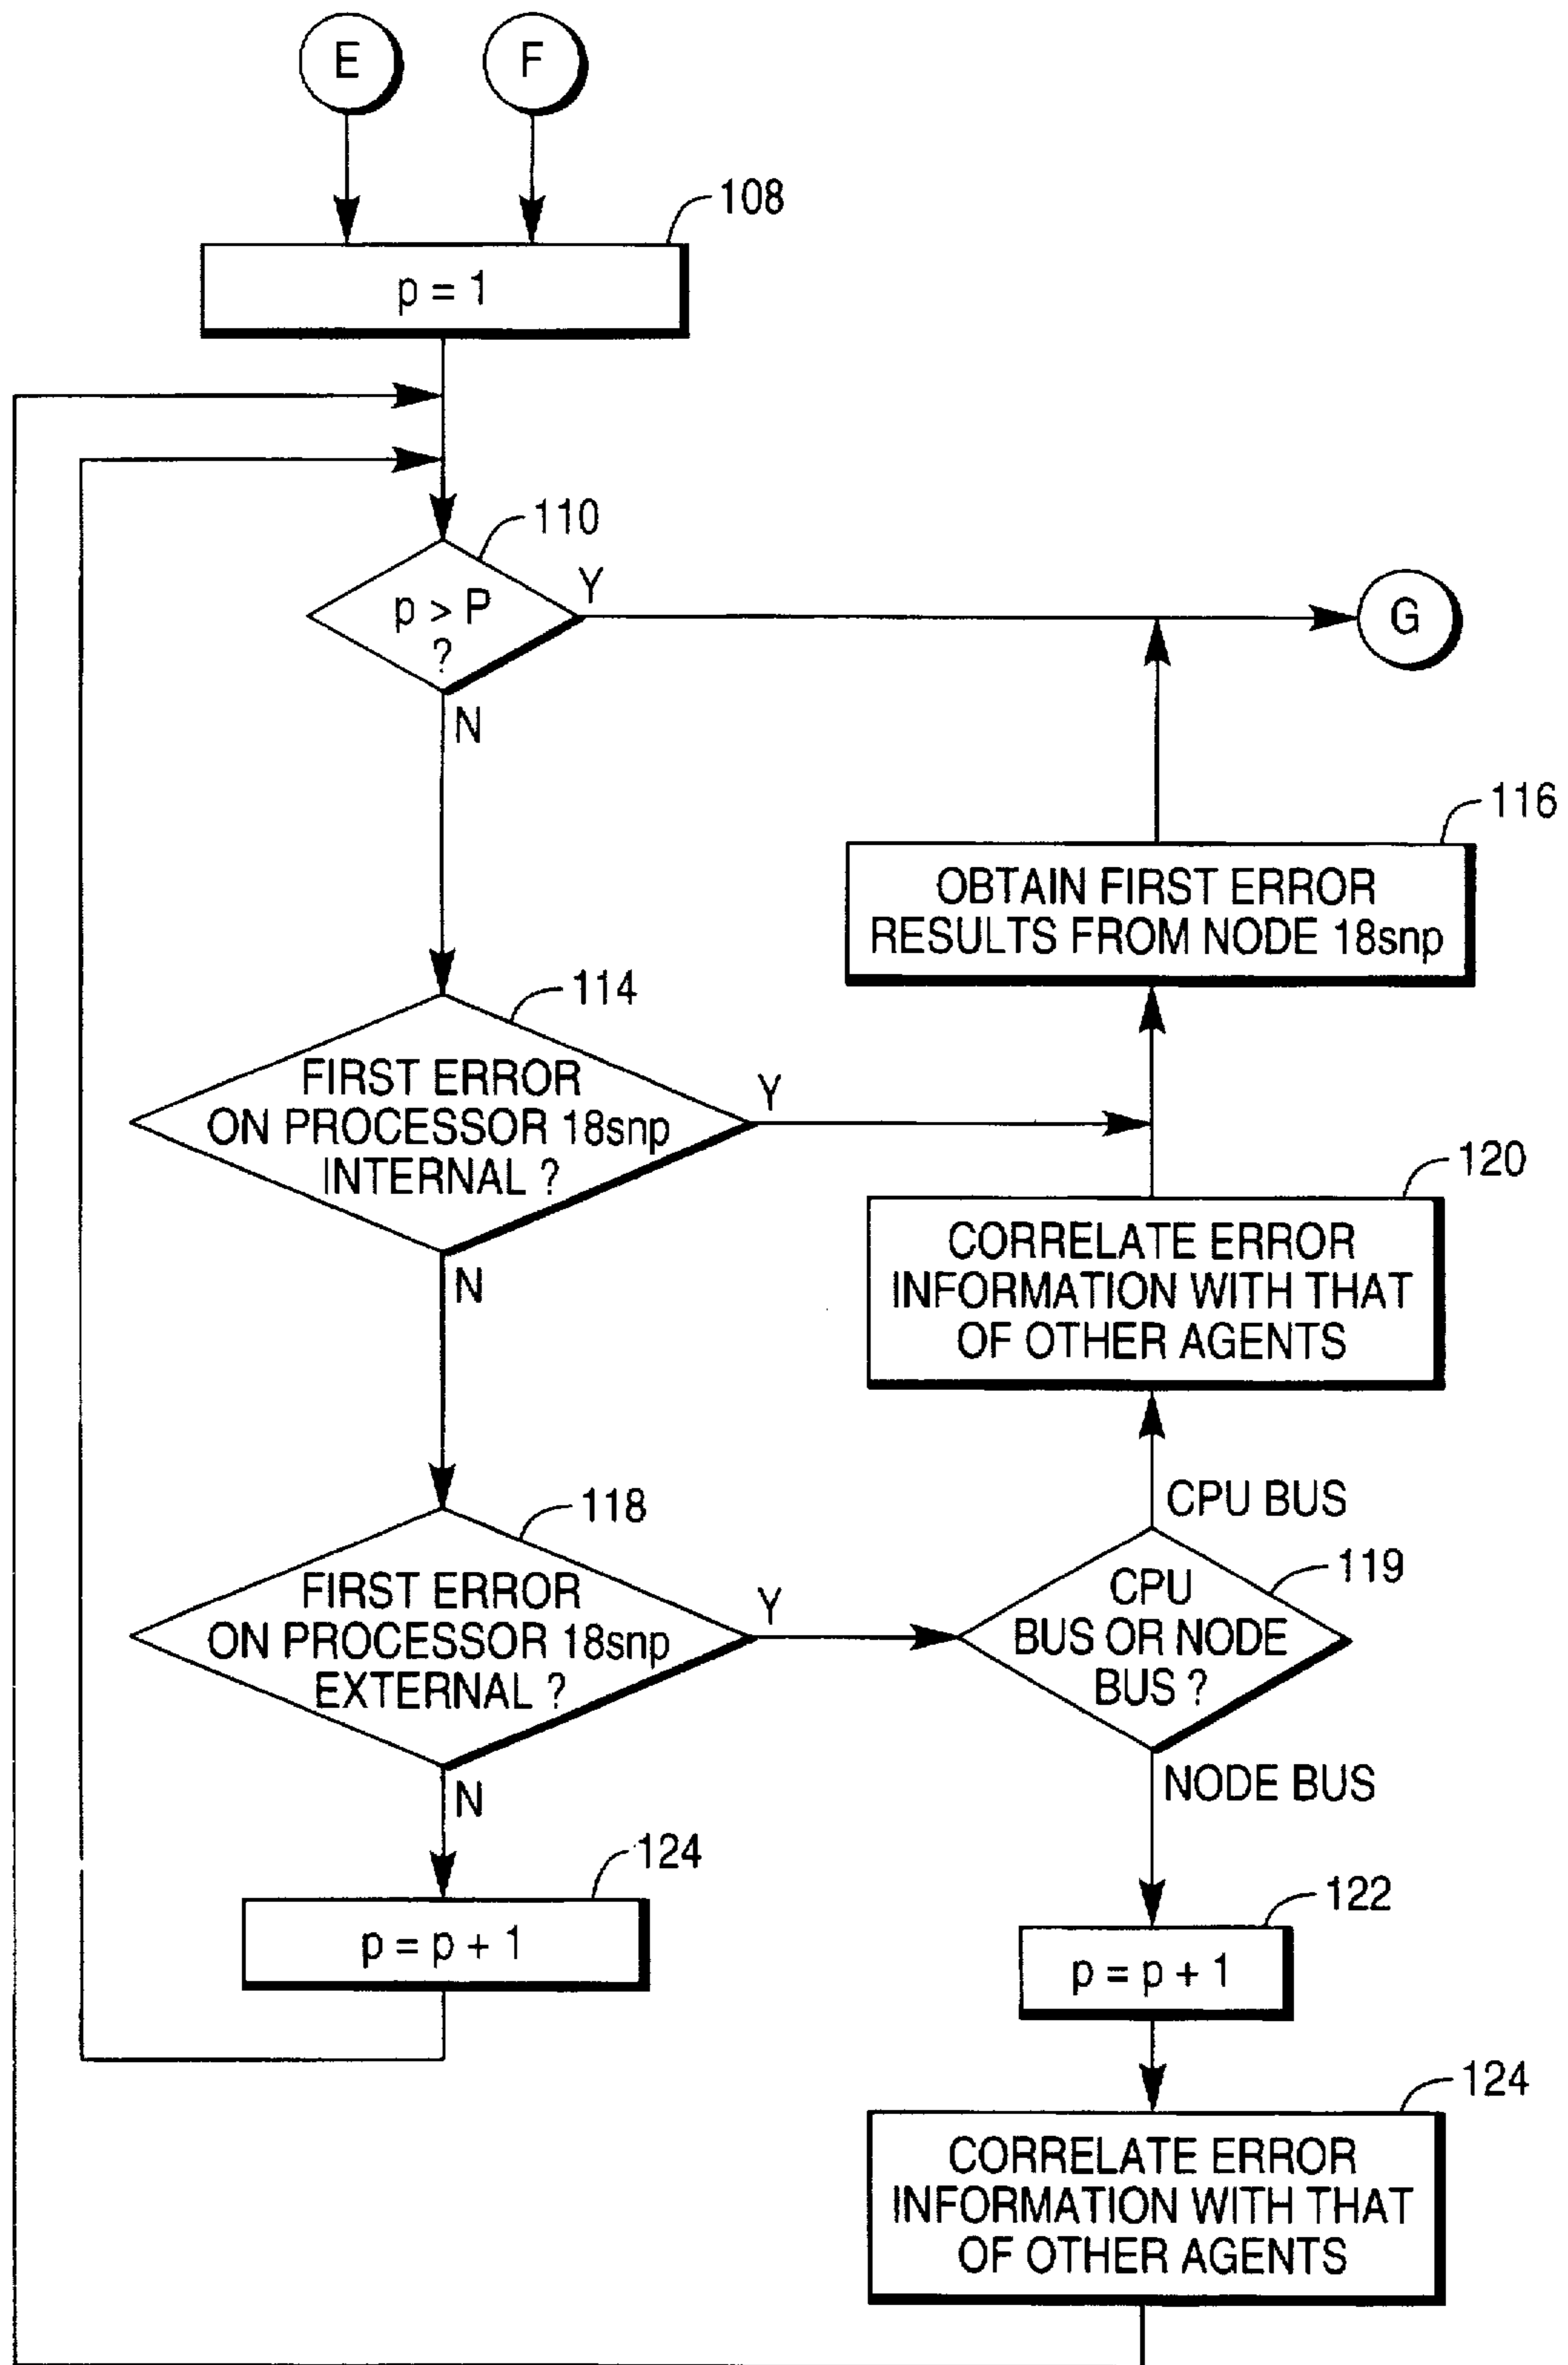 E
F
108
p = 1
110
p > P
?
Y
G
N
116
OBTAIN FIRST ERROR
RESULTS FROM NODE 18snp
114
FIRST ERROR
ON PROCESSOR 18snp
INTERNAL ?
Y
N
120
CORRELATE ERROR
INFORMATION WITH THAT
OF OTHER AGENTS
CPU BUS
118
FIRST ERROR
ON PROCESSOR 18snp
EXTERNAL ?
Y
119
CPU
BUS OR NODE
BUS ?
N
NODE BUS
124
p = p + 1
122
p = p + 1
124
CORRELATE ERROR
INFORMATION WITH THAT
OF OTHER AGENTS